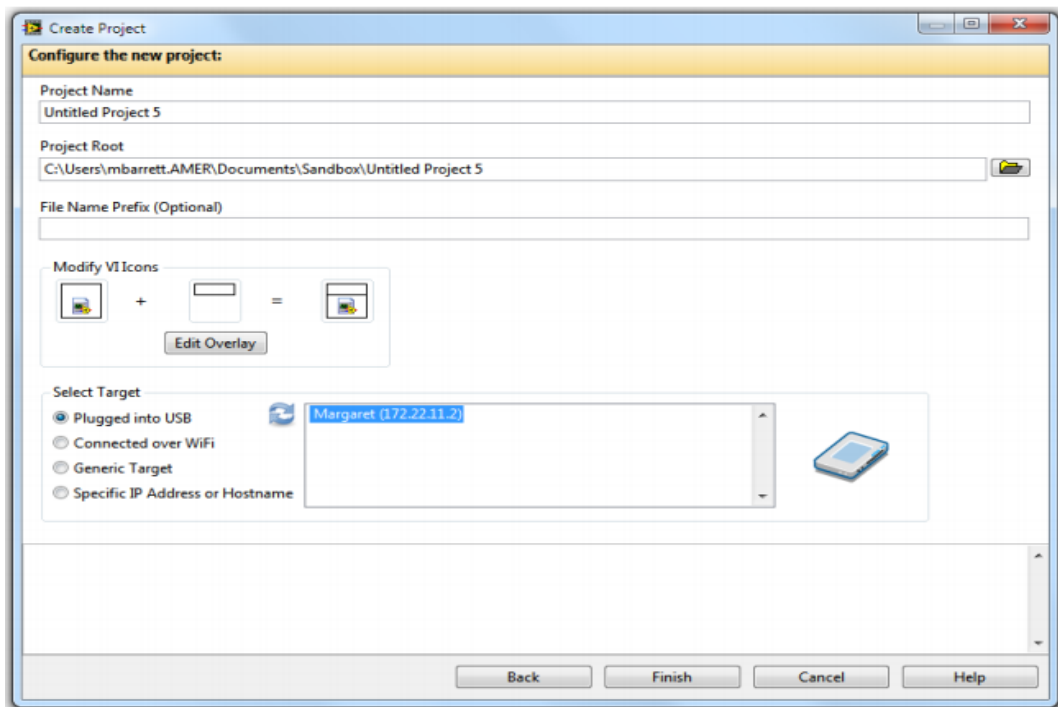 Create Project
Configure the new project:
Project Name
Untitled Project 5
Project Root
C:\Users\mbarrett.AMER\Documents\Sandbox\Untitled Project 5
File Name Prefix (Optional)
Modify VI Icons
+ =
Edit Overlay
Select Target
Plugged into USB
Margaret (172.22.11.2)
Connected over WiFi
Generic Target
Specific IP Address or Hostname
Back Finish Cancel Help